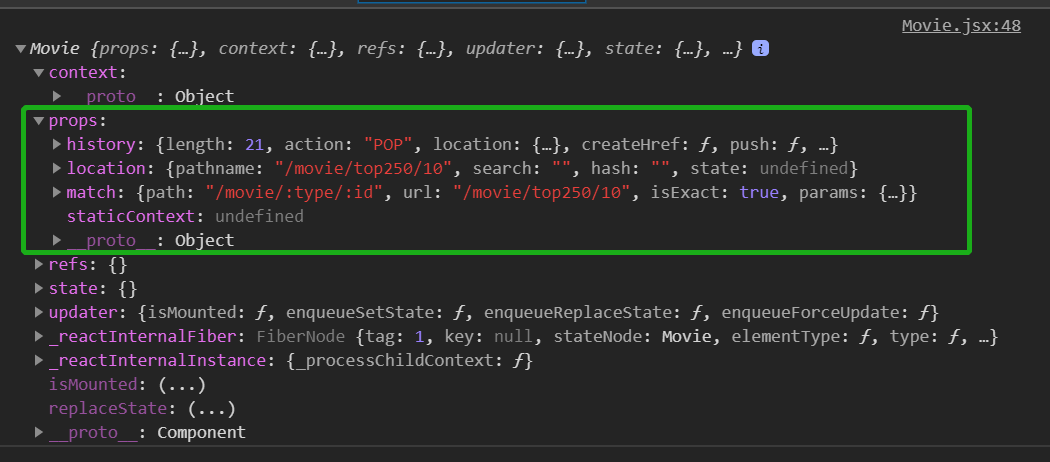 Movie.jsx:48
Movie {props: {…}, context: {…}, refs: {…}, updater: {…}, state: {…}, …} i
context:
__proto__: Object
props:
history: {length: 21, action: "POP", location: {…}, createHref: ƒ, push: ƒ, …}
location: {pathname: "/movie/top250/10", search: "", hash: "", state: undefined}
match: {path: "/movie/:type/:id", url: "/movie/top250/10", isExact: true, params: {…}}
staticContext: undefined
__proto__: Object
refs: {}
state: {}
updater: {isMounted: ƒ, enqueueSetState: ƒ, enqueueReplaceState: ƒ, enqueueForceUpdate: ƒ}
_reactInternalFiber: FiberNode {tag: 1, key: null, stateNode: Movie, elementType: ƒ, type: ƒ, …}
_reactInternalInstance: {_processChildContext: ƒ}
isMounted: (...)
replaceState: (...)
__proto__: Component